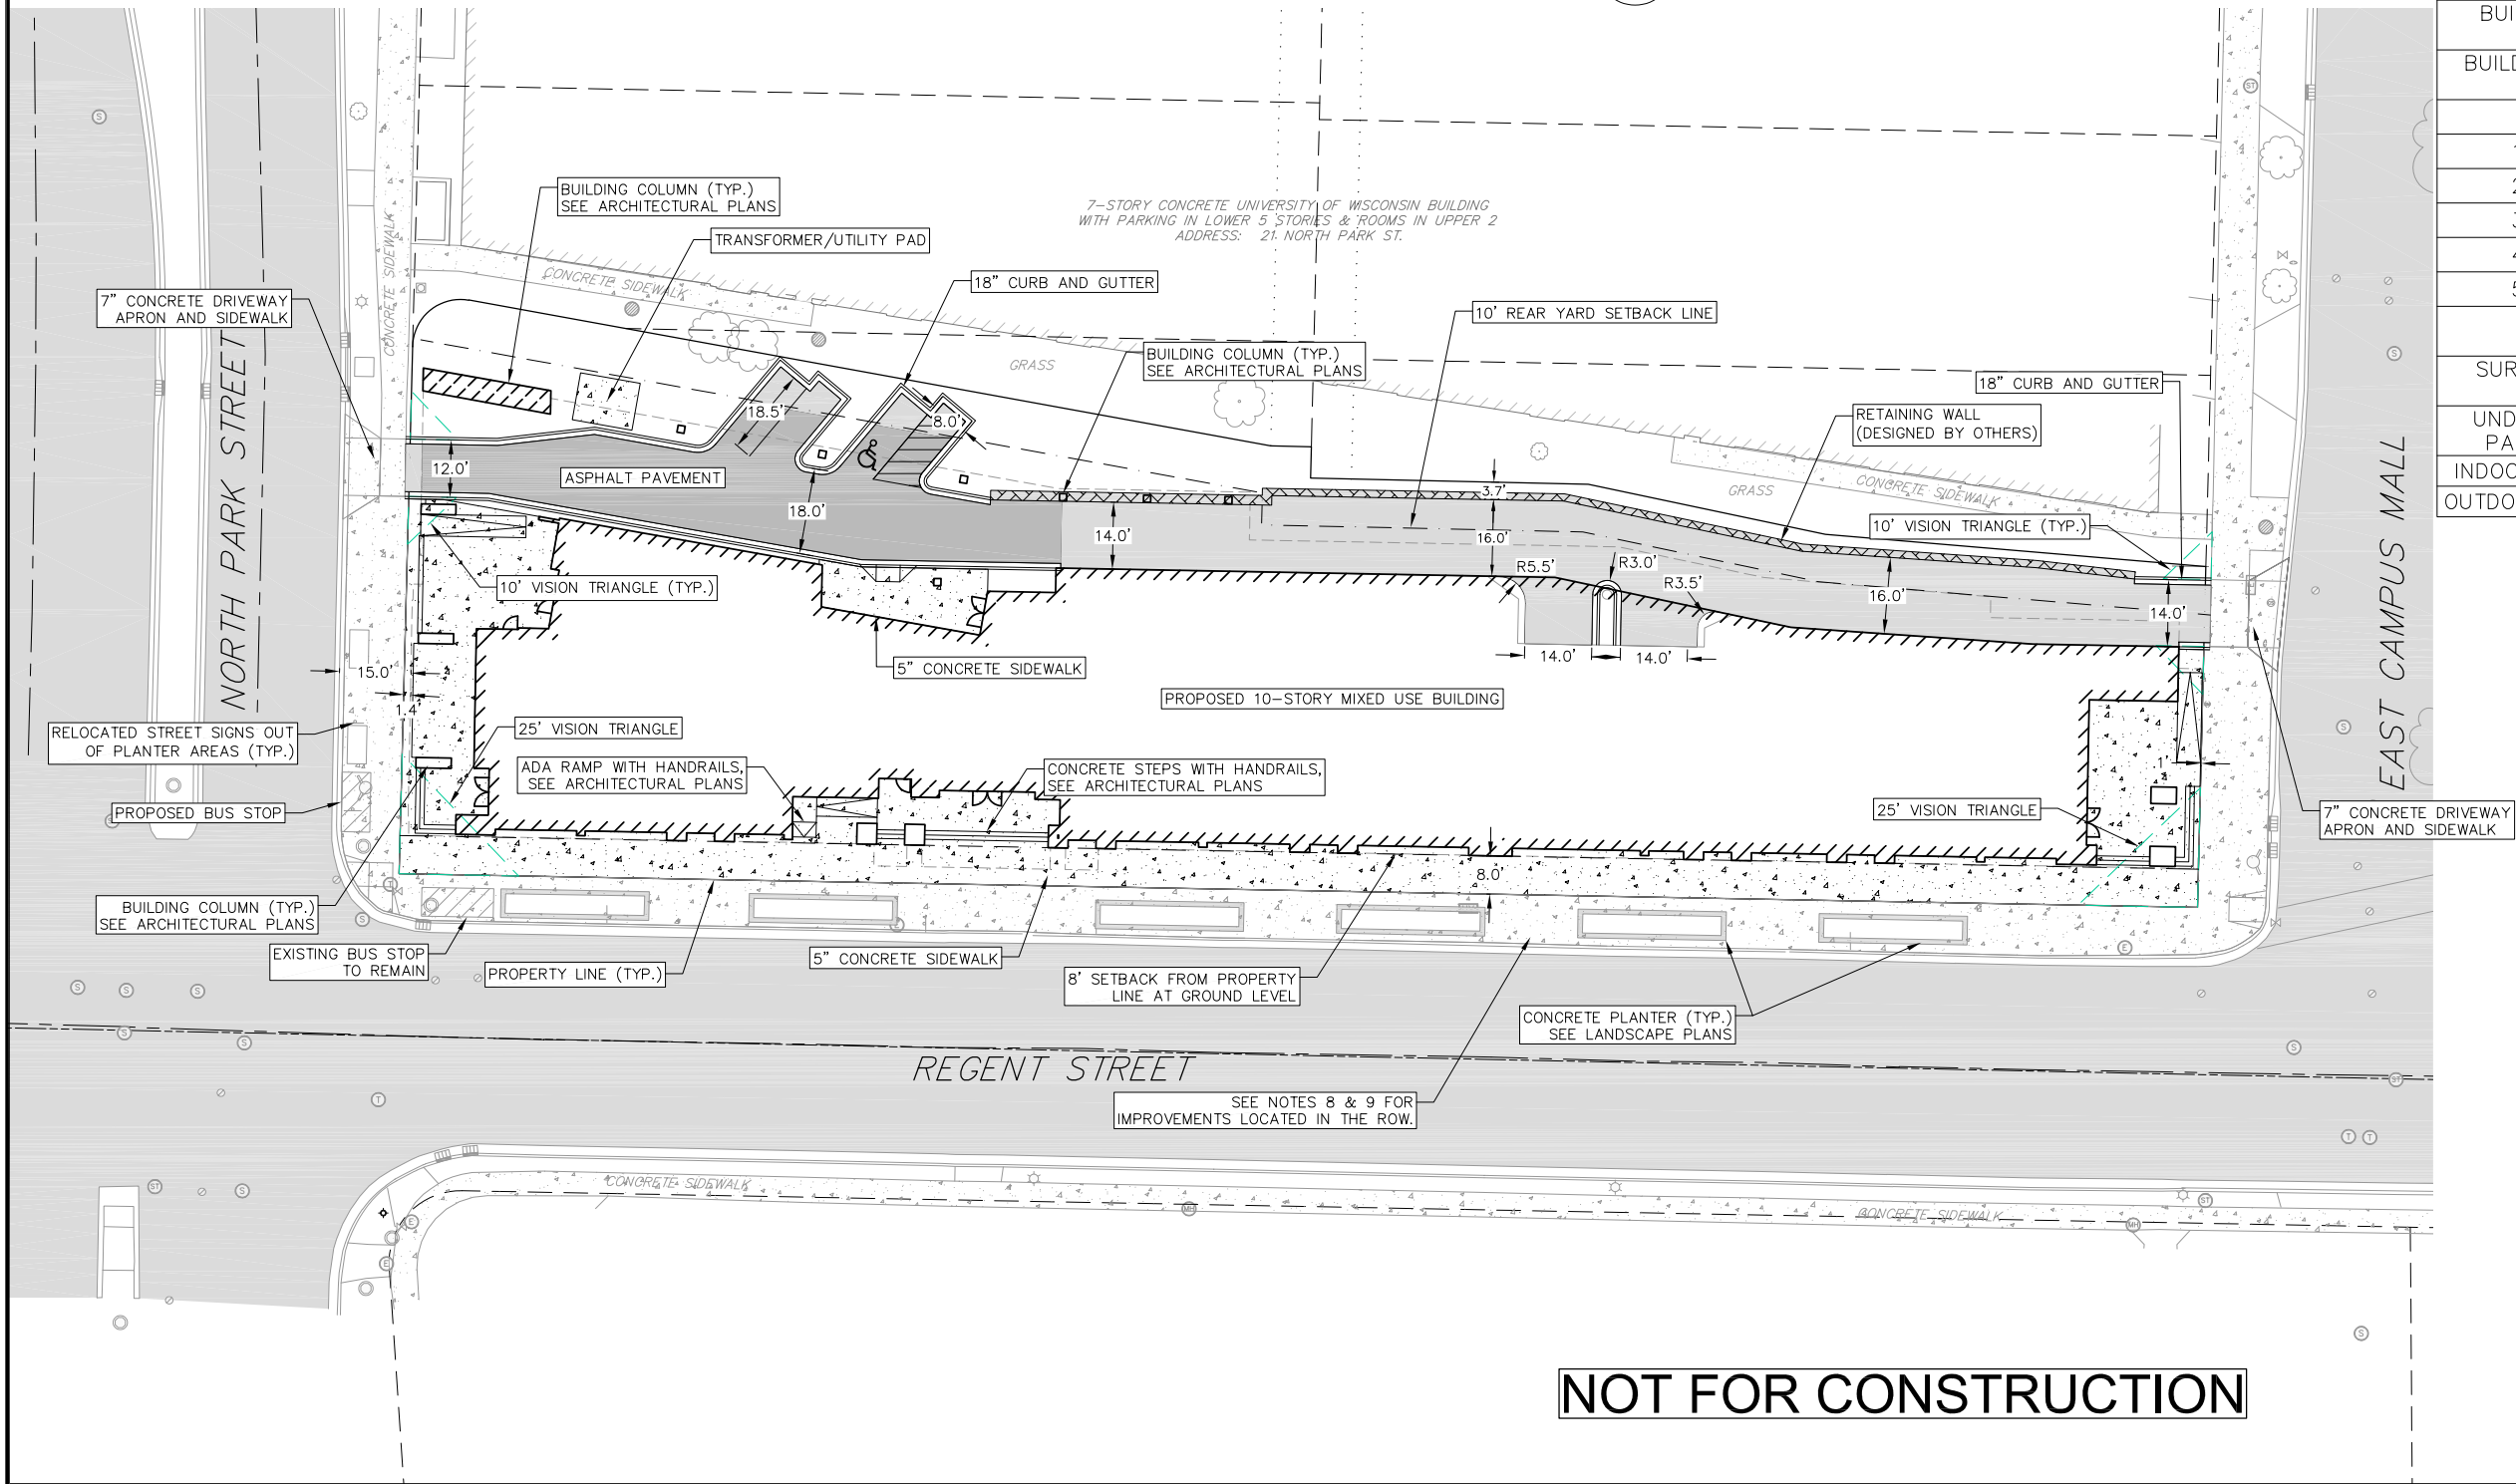 BUILDING COLUMN (TYP.)
SEE ARCHITECTURAL PLANS
TRANSFORMER/UTILITY PAD
7-STORY CONCRETE UNIVERSITY OF WISCONSIN BUILDING
WITH PARKING IN LOWER 5 STORIES & ROOMS IN UPPER 2
ADDRESS: 21 NORTH PARK ST.
CONCRETE SIDEWALK
CONCRETE SIDEWALK
18" CURB AND GUTTER
7" CONCRETE DRIVEWAY
APRON AND SIDEWALK
10' REAR YARD SETBACK LINE
GRASS
BUILDING COLUMN (TYP.)
SEE ARCHITECTURAL PLANS
18" CURB AND GUTTER
RETAINING WALL
(DESIGNED BY OTHERS)
NORTH PARK STREET
18.5'
8.0'
12.0'
ASPHALT PAVEMENT
18.0'
14.0'
3.7'
16.0'
GRASS
CONCRETE SIDEWALK
10' VISION TRIANGLE (TYP.)
EAST CAMPUS MALL
10' VISION TRIANGLE (TYP.)
R5.5'
R3.0'
R3.5'
16.0'
14.0'
14.0'
14.0'
5" CONCRETE SIDEWALK
15.0'
1.4'
PROPOSED 10-STORY MIXED USE BUILDING
RELOCATED STREET SIGNS OUT
OF PLANTER AREAS (TYP.)
25' VISION TRIANGLE
ADA RAMP WITH HANDRAILS,
SEE ARCHITECTURAL PLANS
CONCRETE STEPS WITH HANDRAILS,
SEE ARCHITECTURAL PLANS
1'
PROPOSED BUS STOP
25' VISION TRIANGLE
7" CONCRETE DRIVEWAY
APRON AND SIDEWALK
8.0'
BUILDING COLUMN (TYP.)
SEE ARCHITECTURAL PLANS
EXISTING BUS STOP
TO REMAIN
PROPERTY LINE (TYP.)
5" CONCRETE SIDEWALK
8' SETBACK FROM PROPERTY
LINE AT GROUND LEVEL
CONCRETE PLANTER (TYP.)
SEE LANDSCAPE PLANS
REGENT STREET
SEE NOTES 8 & 9 FOR
IMPROVEMENTS LOCATED IN THE ROW.
CONCRETE SIDEWALK
CONCRETE SIDEWALK
NOT FOR CONSTRUCTION